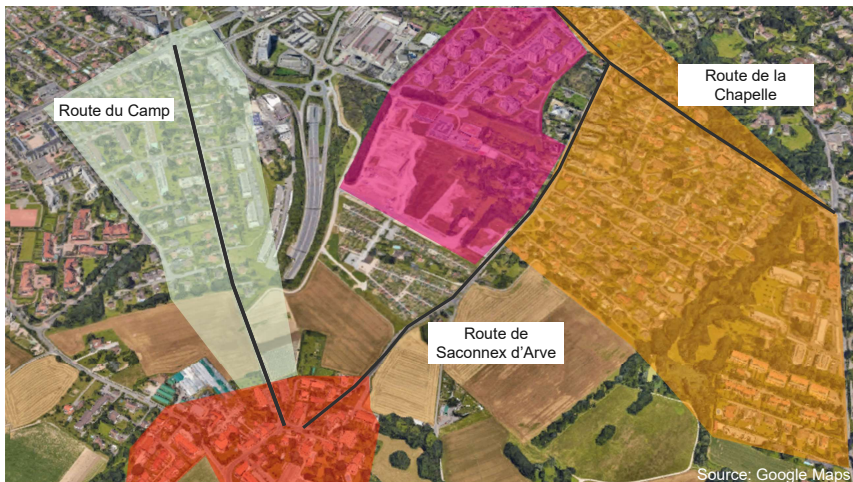 Route du Camp
Route de la
Chapelle
Route de
Saconnex d'Arve
Source: Google Maps